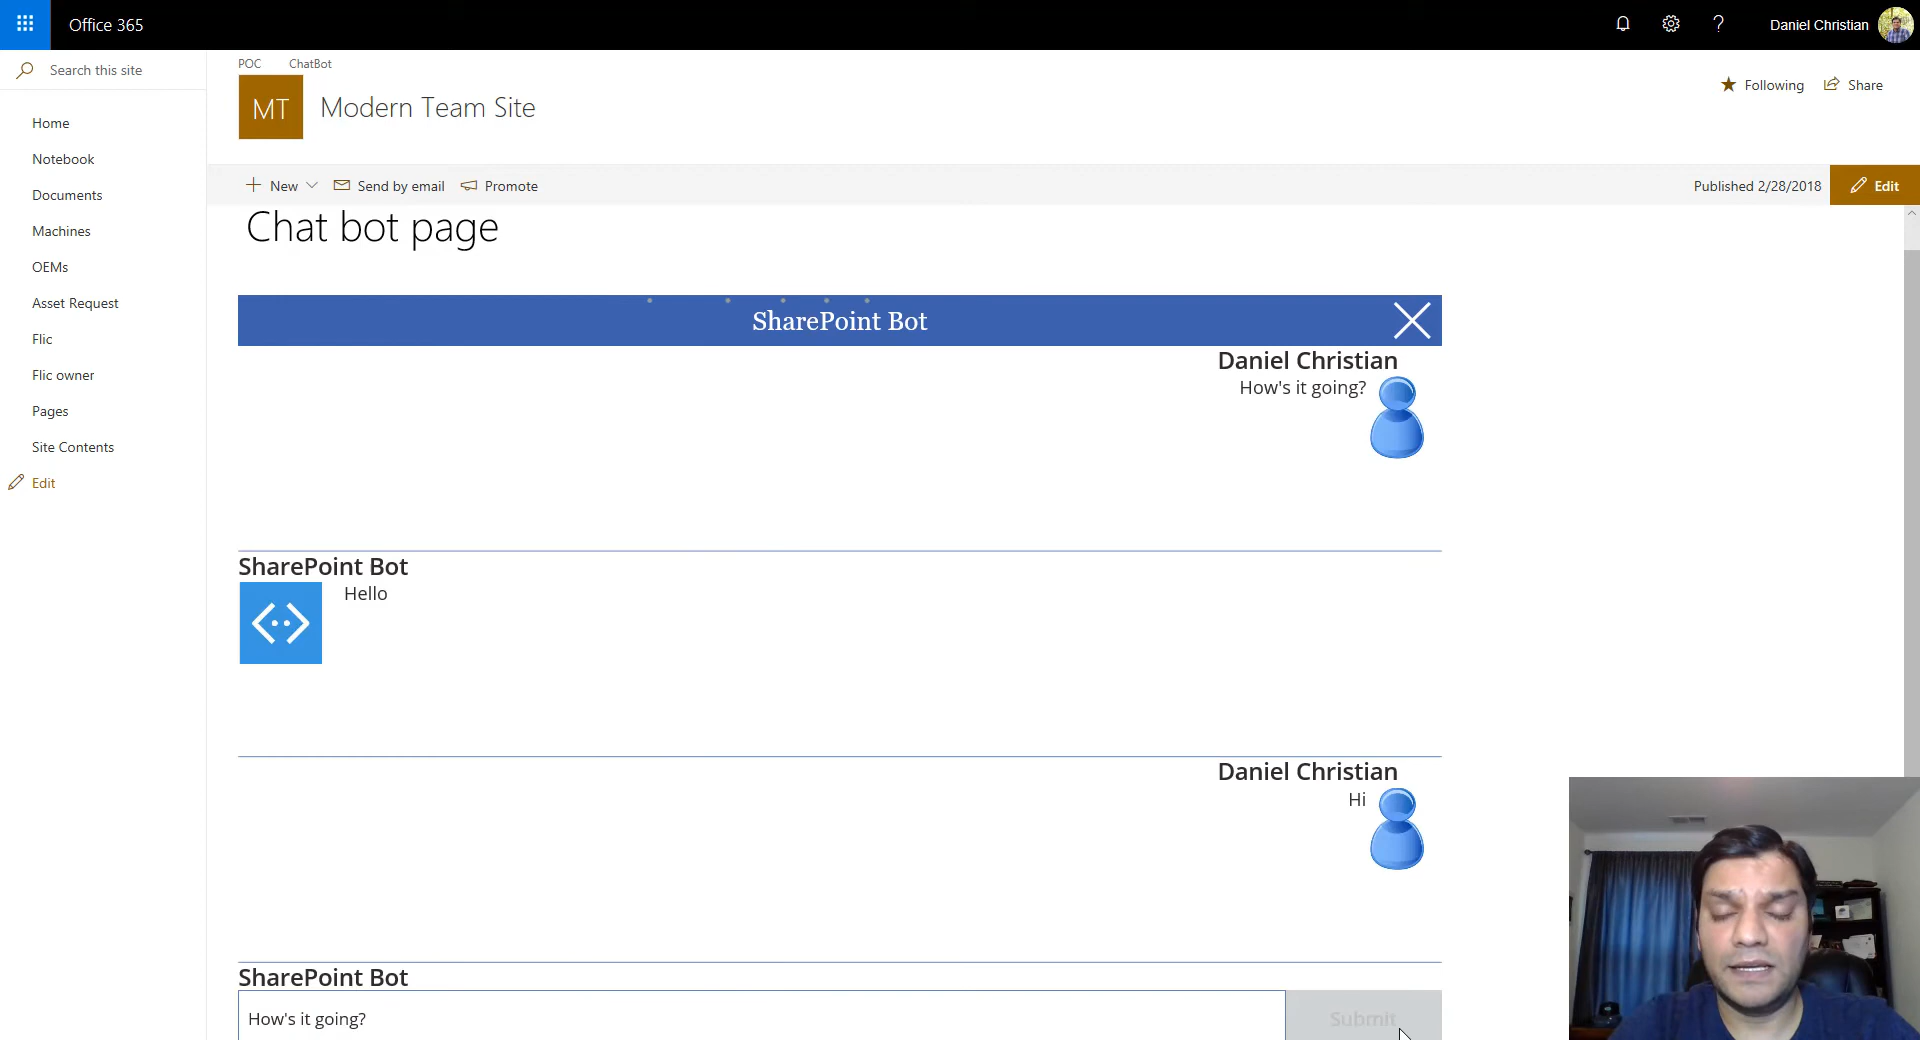 Office 365
Daniel Christian
Search this site
POC ChatBot
MT Modern Team Site
Following Share
Home
Notebook
Documents
Machines
OEMs
Asset Request
Flic
Flic owner
Pages
Site Contents
Edit
New Send by email Promote
Published 2/28/2018 Edit
Chat bot page
SharePoint Bot
Daniel Christian
How's it going?
SharePoint Bot
Hello
Daniel Christian
Hi
SharePoint Bot
How's it going? Submit